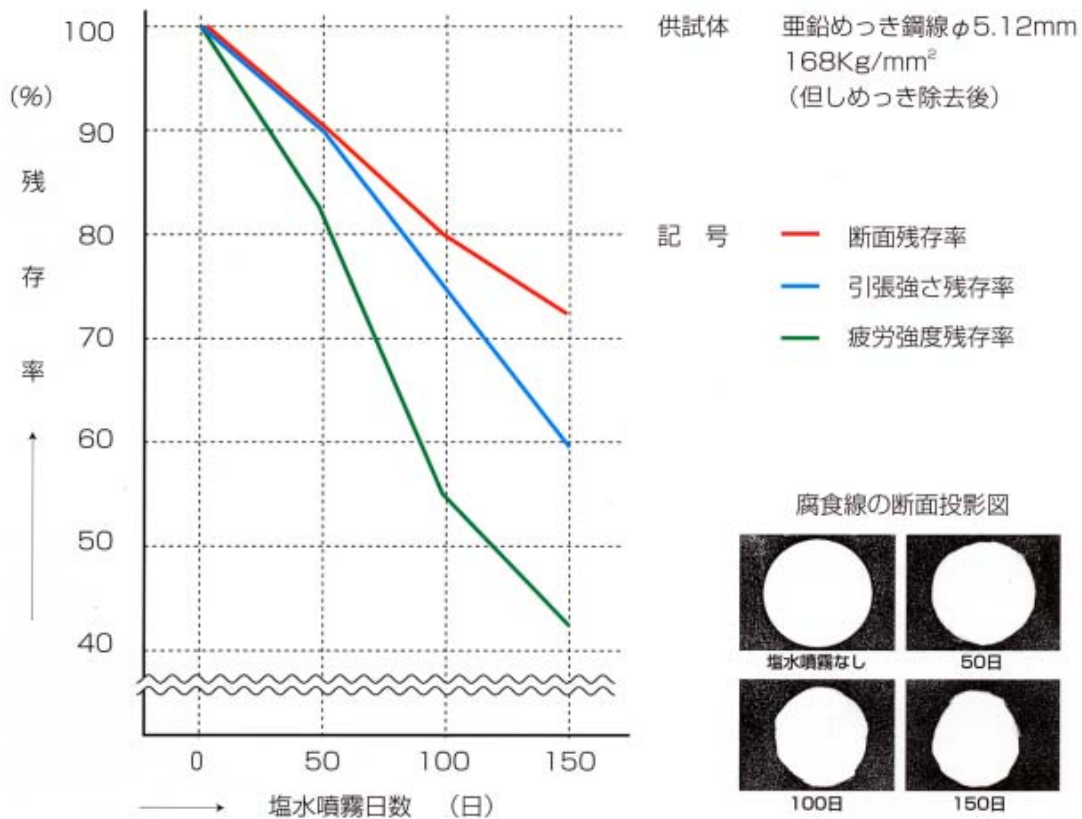 100
(%)
90
残
80
存
70
率
60
50
40
0 50 100 150
塩水噴霧日数 (日)
供試体 亜鉛めっき鋼線φ5.12mm
168Kg/mm²
(但しめっき除去後)
記 号 断面残存率
引張強さ残存率
疲労強度残存率
腐食線の断面投影図
塩水噴霧なし 50日
100日 150日